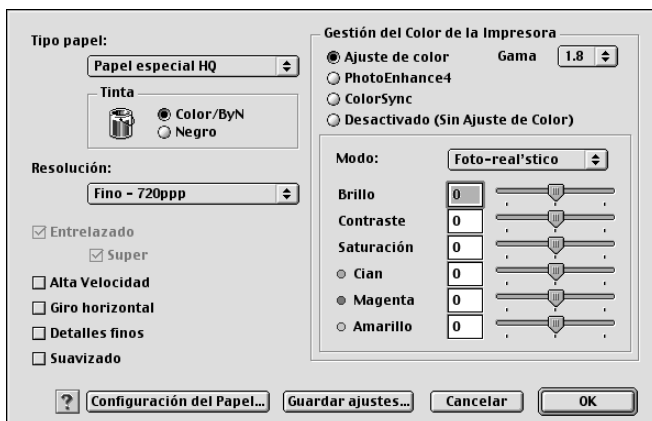 Tipo papel:
Papel especial HQ
Tinta
Color/ByN
Negro
Resolución:
Fino - 720ppp
Entrelazado
Super
Alta Velocidad
Giro horizontal
Detalles finos
Suavizado
Gestión del Color de la Impresora
Ajuste de color
Gama
1.8
PhotoEnhance4
ColorSync
Desactivado (Sin Ajuste de Color)
Modo:
Foto-real'stico
Brillo
0
Contraste
0
Saturación
0
Cian
0
Magenta
0
Amarillo
0
?
Configuración del Papel...
Guardar ajustes...
Cancelar
OK